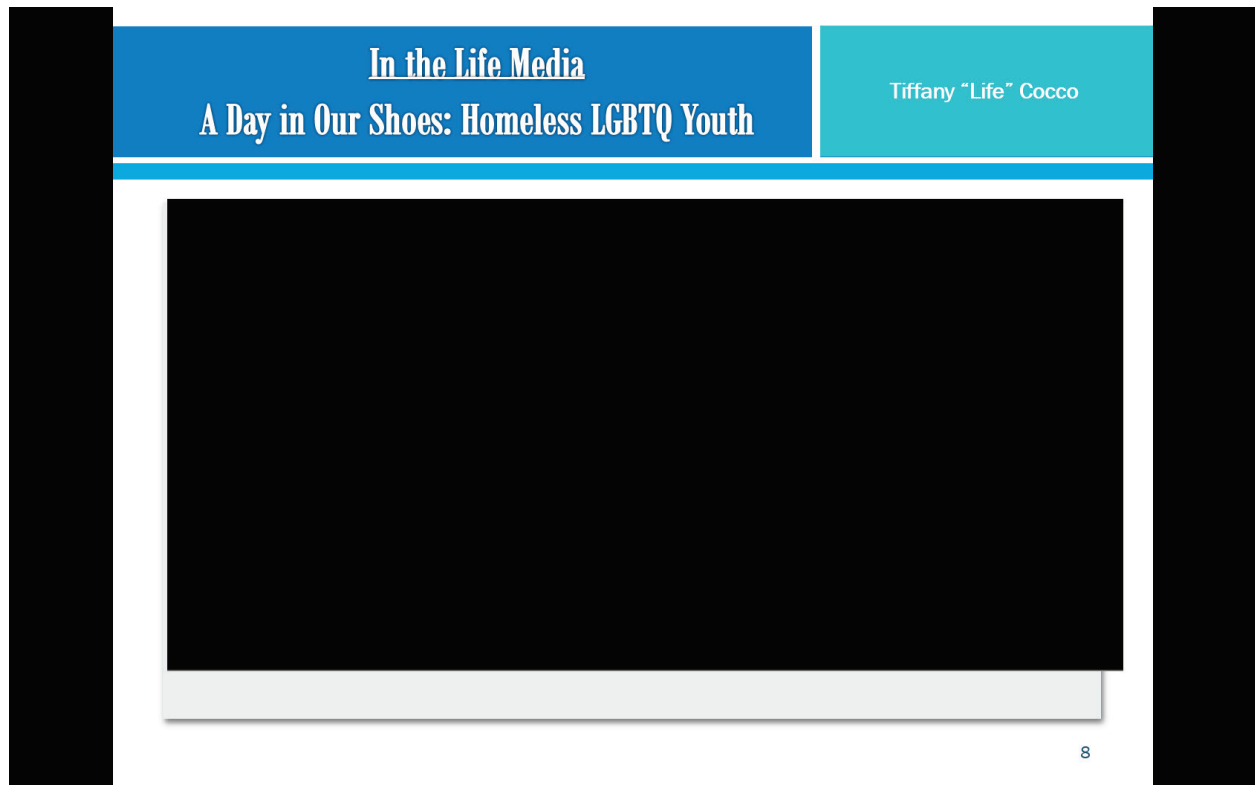 In the Life Media
A Day in Our Shoes: Homeless LGBTQ Youth
Tiffany “Life” Cocco
8